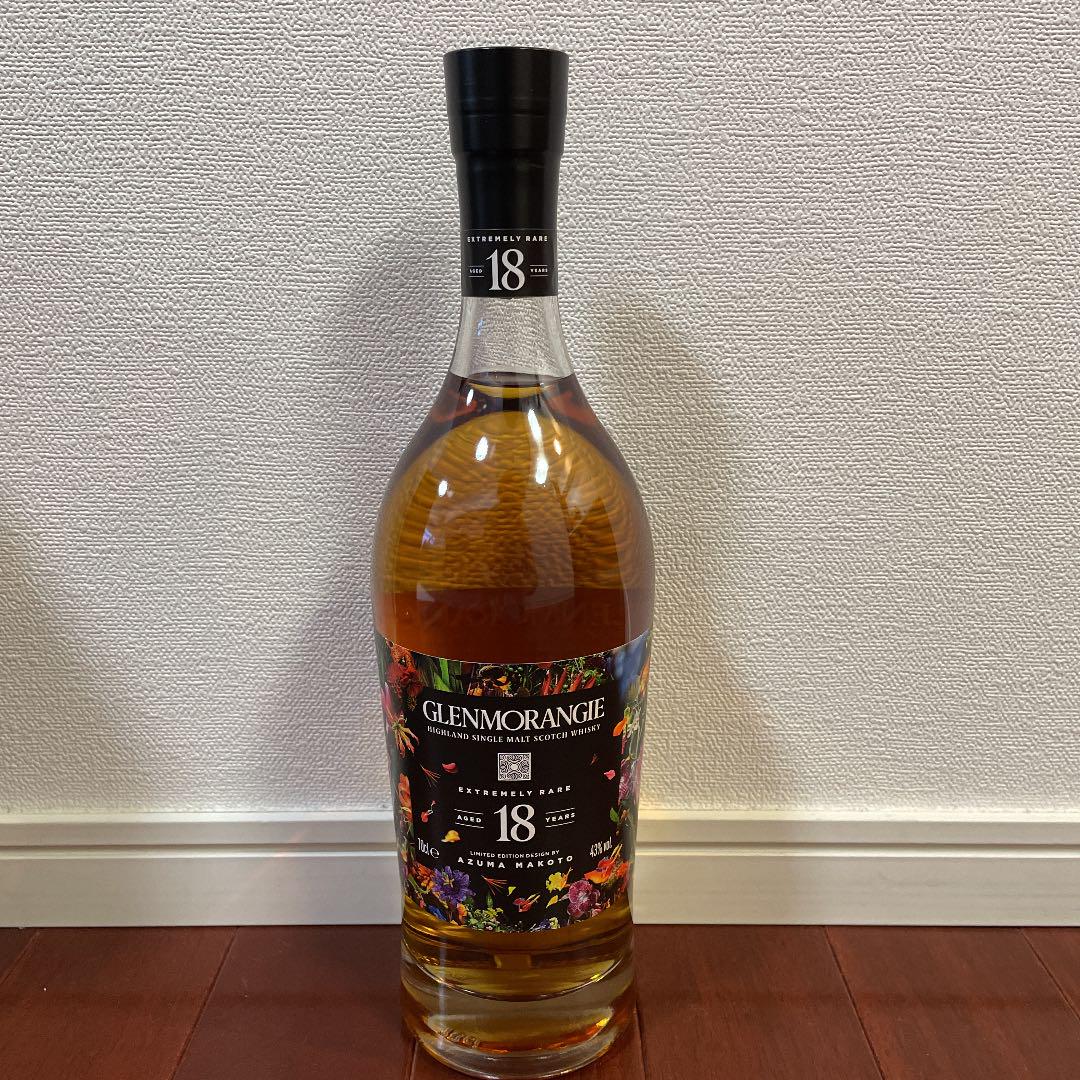 EXTREMELY RARE
AGED 18 YEARS
GLENMORANGIE
HIGHLAND SINGLE MALT SCOTCH WHISKY
EXTREMELY RARE
AGED 18 YEARS
LIMITED EDITION DESIGN BY
70cl e AZUMA MAKOTO 43% vol.